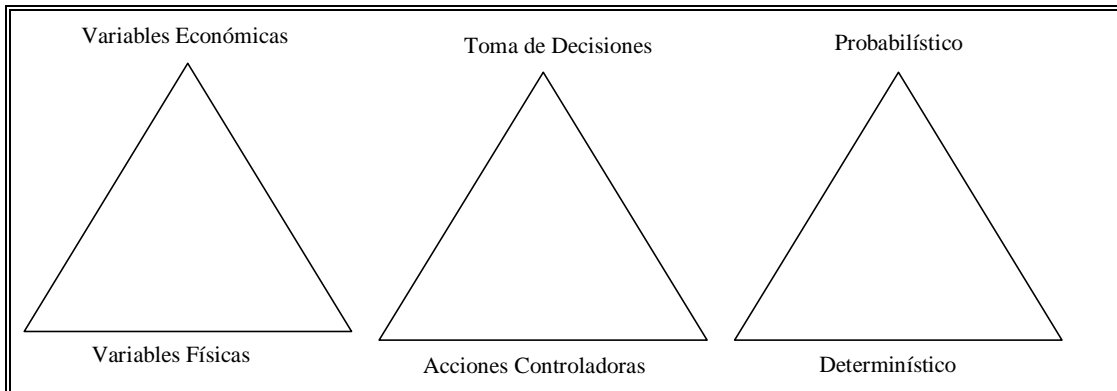 Variables Económicas
Toma de Decisiones
Probabilístico
Variables Físicas
Acciones Controladoras
Determinístico